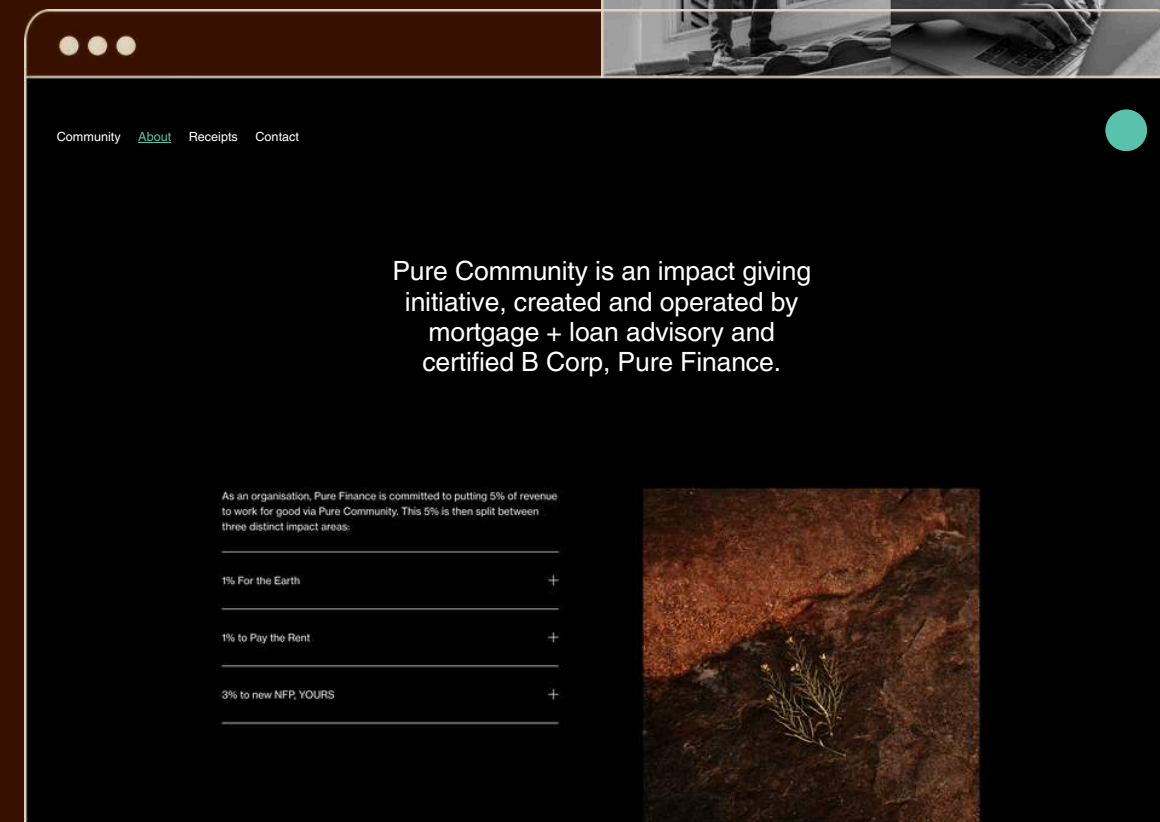 Community About Receipts Contact
Pure Community is an impact giving
initiative, created and operated by
mortgage + loan advisory and
certified B Corp, Pure Finance.
As an organisation, Pure Finance is committed to putting 5% of revenue
to work for good via Pure Community. This 5% is then split between
three distinct impact areas:
1% For the Earth +
1% to Pay the Rent +
3% to new NFP, YOURS +